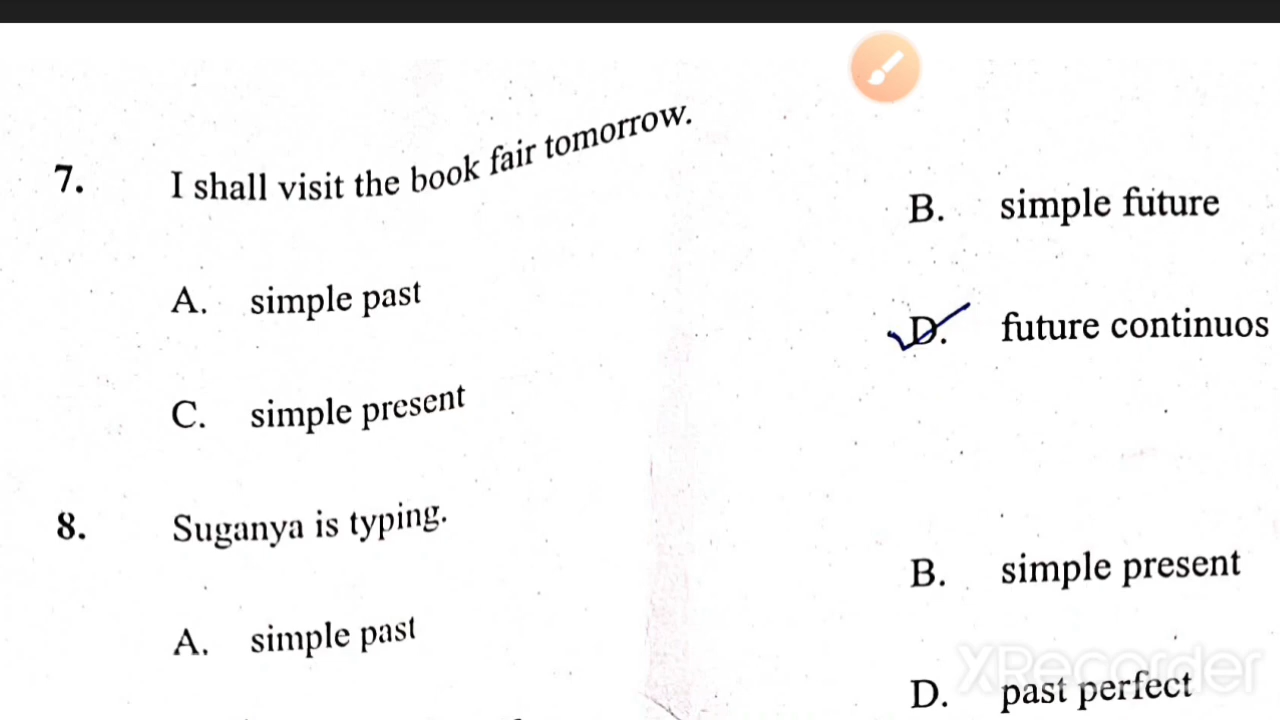 7. I shall visit the book fair tomorrow.
A. simple past
B. simple future
C. simple present
D. future continuos
8. Suganya is typing.
A. simple past
B. simple present
D. past perfect
XRecorder